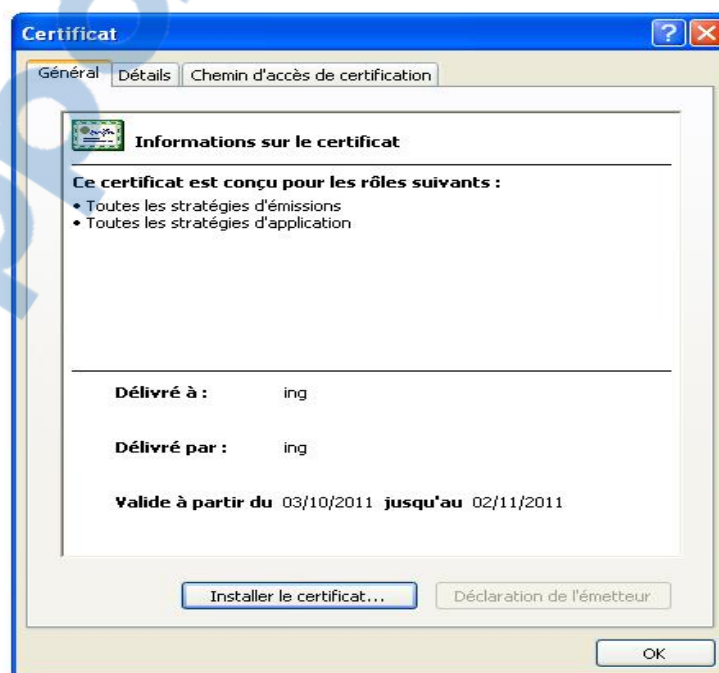 Certificat
Général Détails Chemin d'accès de certification
Informations sur le certificat
Ce certificat est conçu pour les rôles suivants :
• Toutes les stratégies d'émissions
• Toutes les stratégies d'application
Délivré à : ing
Délivré par : ing
Valide à partir du 03/10/2011 jusqu'au 02/11/2011
Installer le certificat... Déclaration de l'émetteur
OK